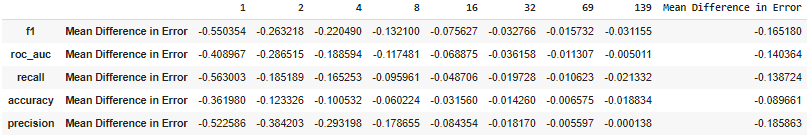 1 2 4 8 16 32 69 139 Mean Difference in Error
f1 Mean Difference in Error -0.550354 -0.263218 -0.220490 -0.132100 -0.075627 -0.032766 -0.015732 -0.031155 -0.165180
roc_auc Mean Difference in Error -0.408967 -0.286515 -0.188594 -0.117481 -0.068875 -0.036158 -0.011307 -0.005011 -0.140364
recall Mean Difference in Error -0.563003 -0.185189 -0.165253 -0.095961 -0.048706 -0.019728 -0.010623 -0.021332 -0.138724
accuracy Mean Difference in Error -0.361980 -0.123326 -0.100532 -0.060224 -0.031560 -0.014260 -0.006575 -0.018834 -0.089661
precision Mean Difference in Error -0.522586 -0.384203 -0.293198 -0.178655 -0.084354 -0.018170 -0.005597 -0.000138 -0.185863